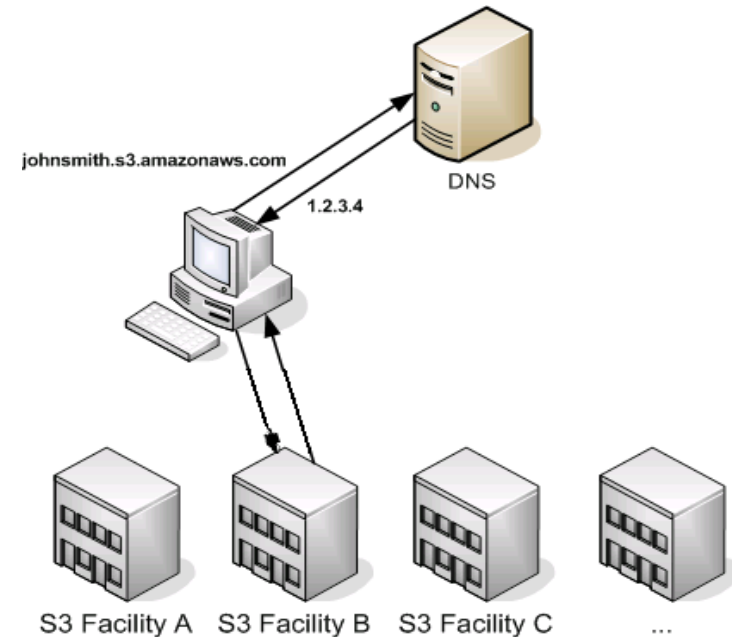 DNS
johnsmith.s3.amazonaws.com
1.2.3.4
S3 Facility A
S3 Facility B
S3 Facility C
...